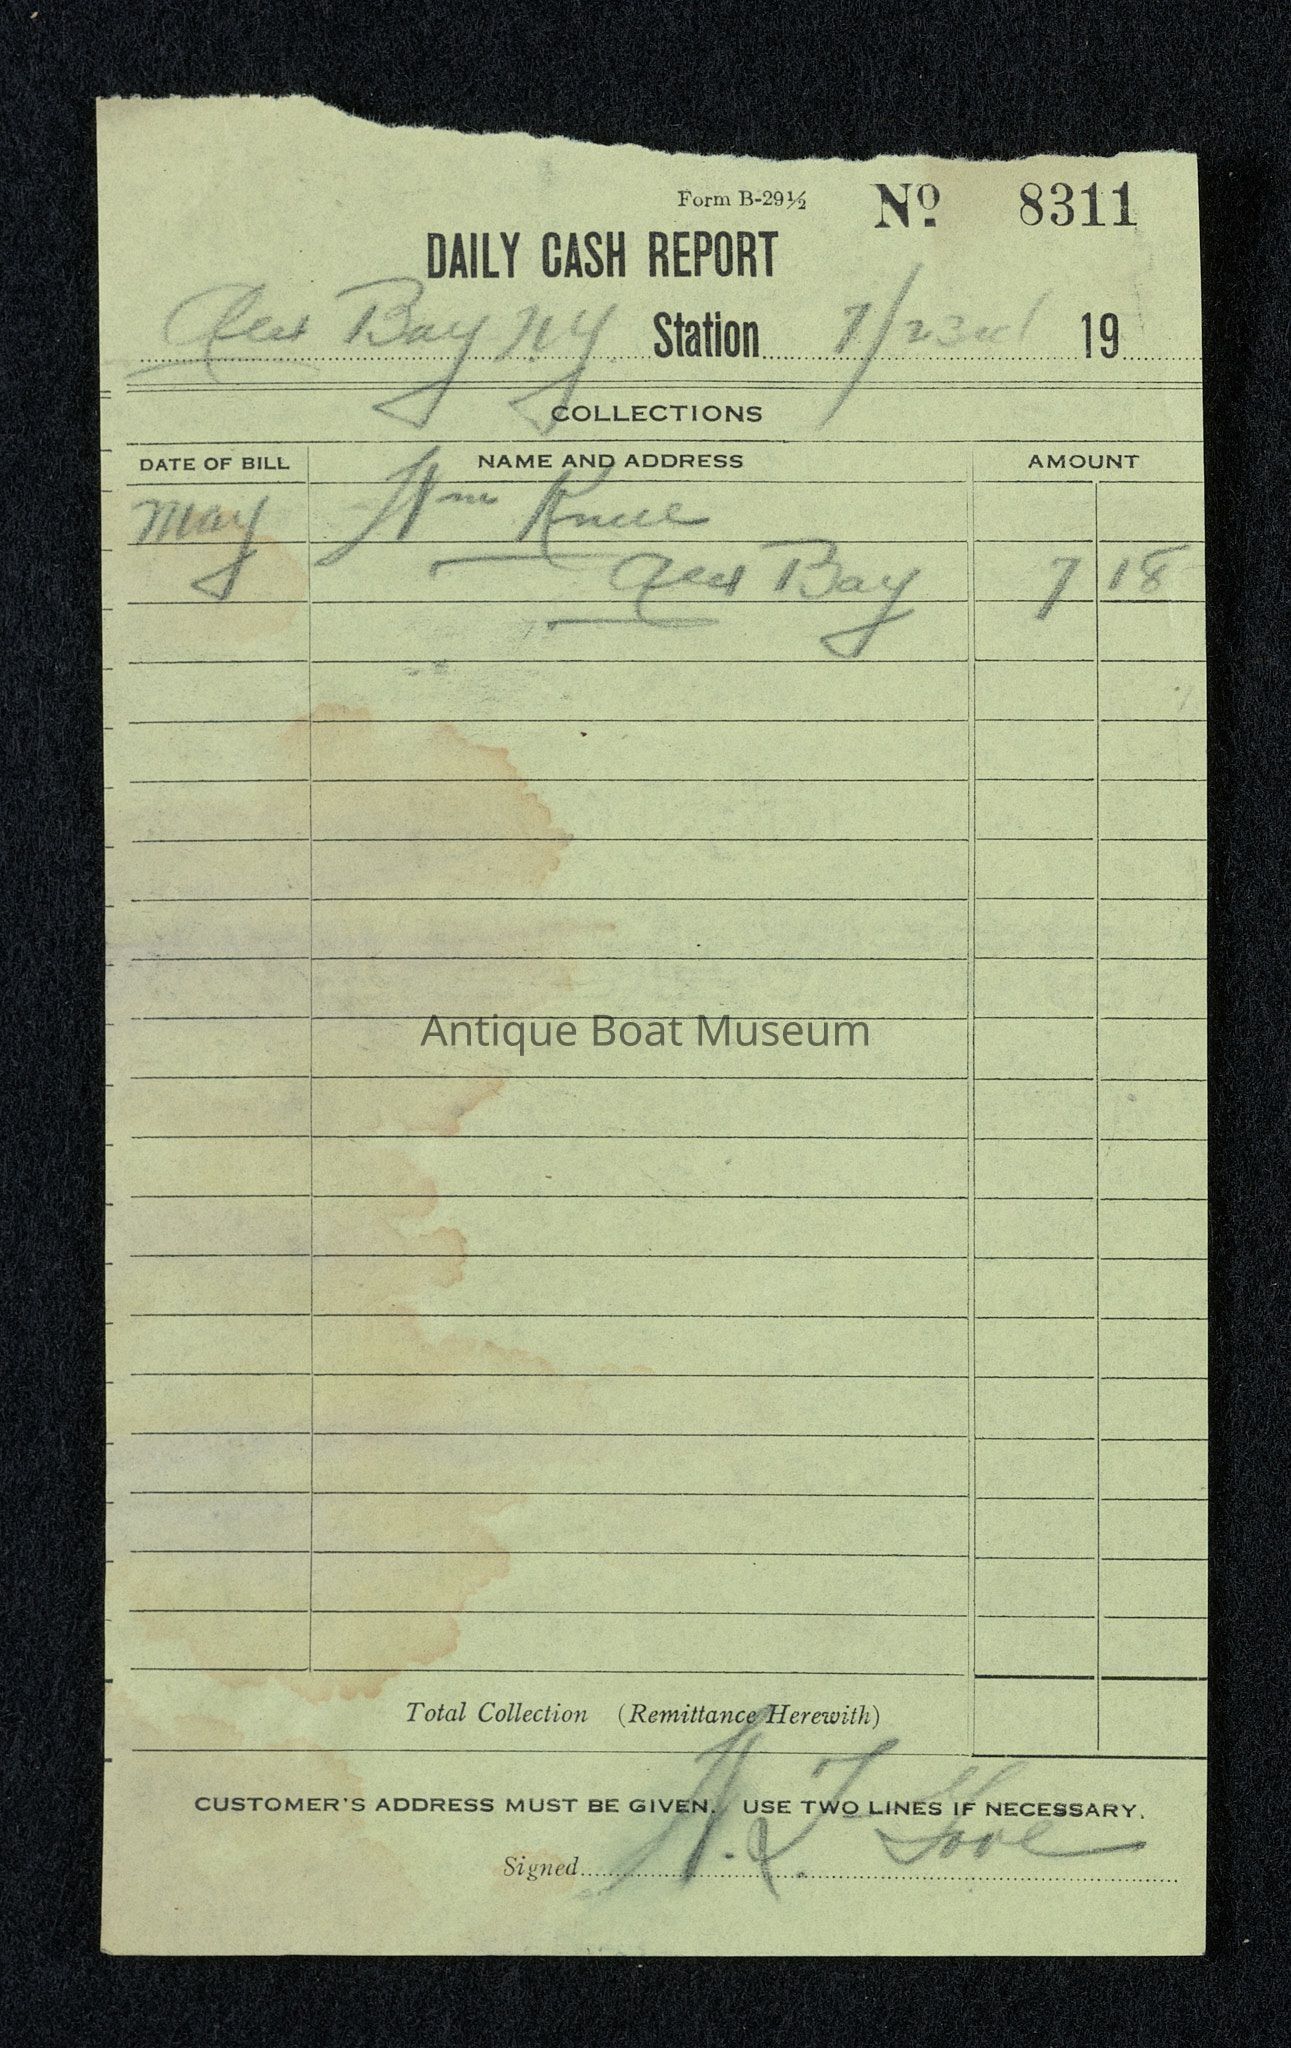 Form B-29½ Nº 8311
DAILY CASH REPORT
Alex Bay N.Y. Station 7/23rd 19
COLLECTIONS
DATE OF BILL NAME AND ADDRESS AMOUNT
May Wm
Alex Bay 7 18
Antique Boat Museum
Total Collection (Remittance Herewith)
CUSTOMER'S ADDRESS MUST BE GIVEN. USE TWO LINES IF NECESSARY.
Signed